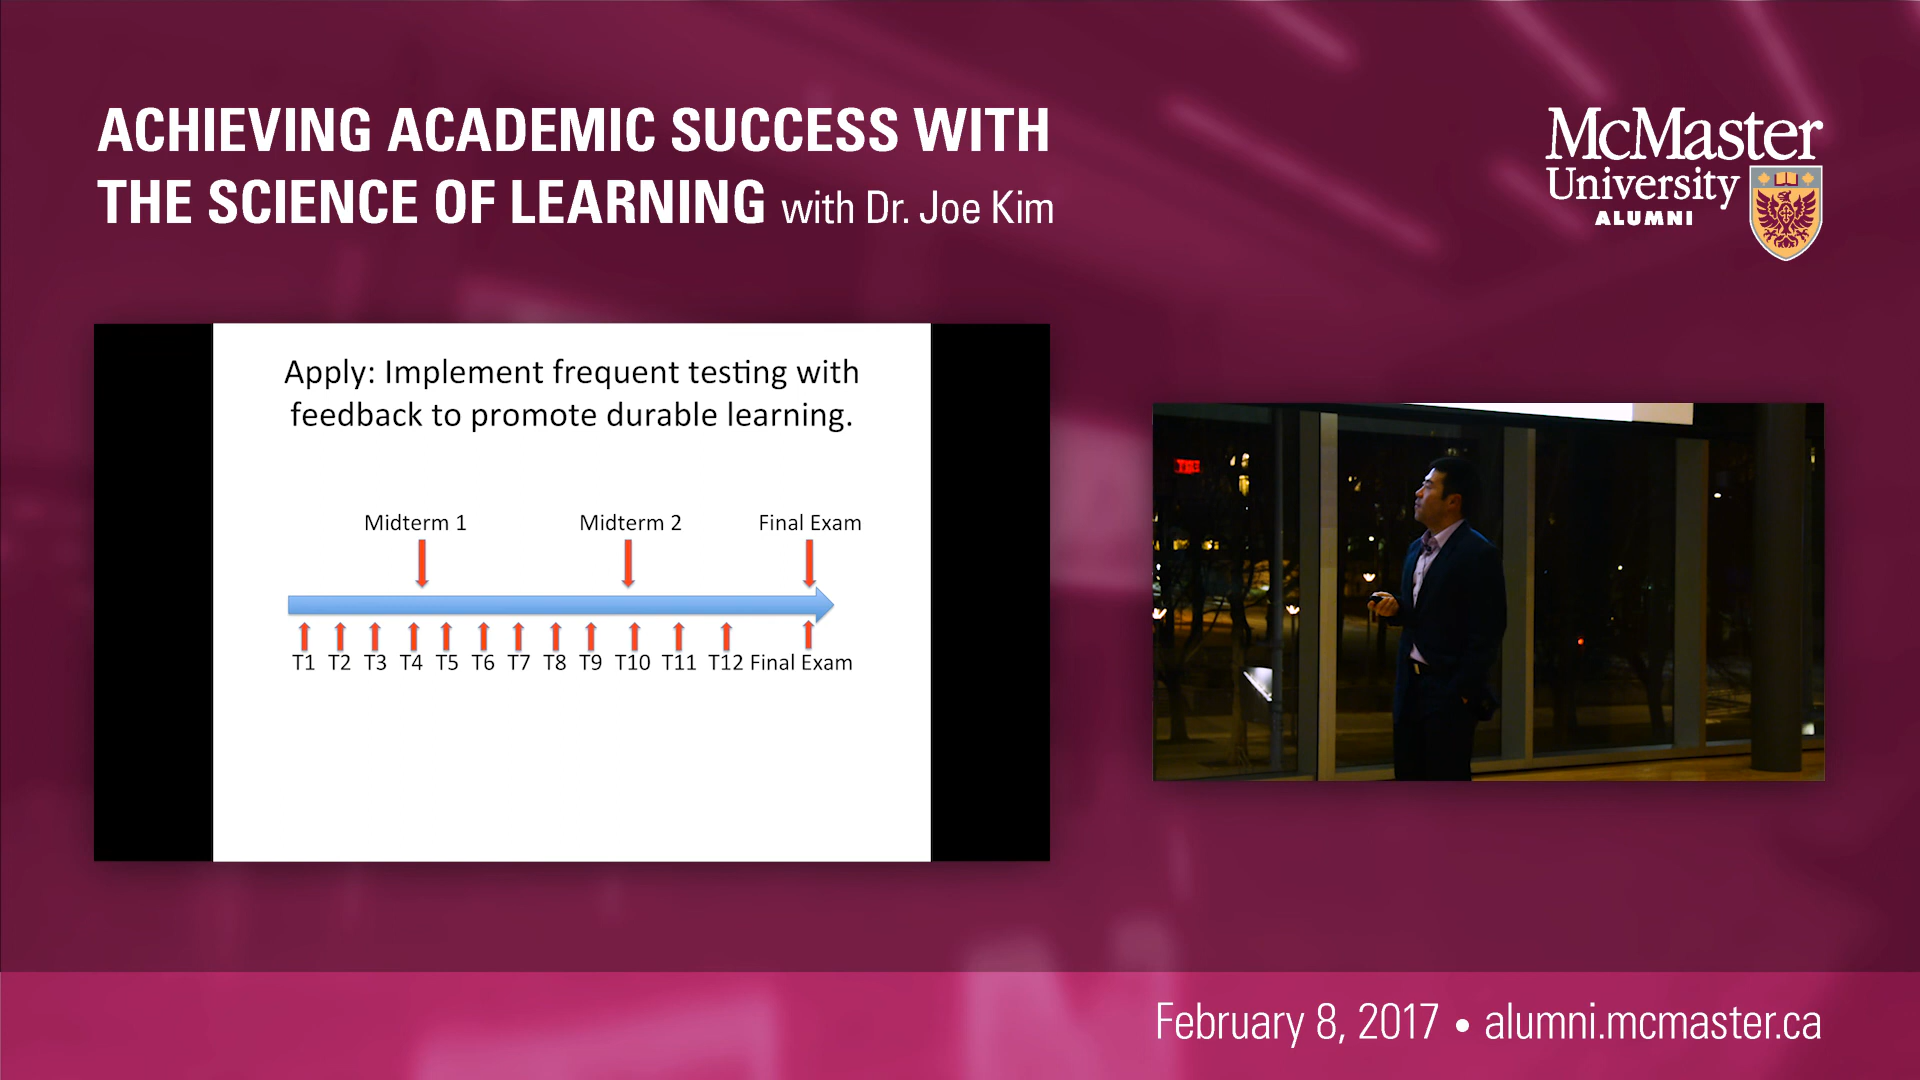 ACHIEVING ACADEMIC SUCCESS WITH
THE SCIENCE OF LEARNING with Dr. Joe Kim
McMaster
University
ALUMNI
Apply: Implement frequent testing with
feedback to promote durable learning.
Midterm 1 Midterm 2 Final Exam
T1 T2 T3 T4 T5 T6 T7 T8 T9 T10 T11 T12 Final Exam
February 8, 2017 • alumni.mcmaster.ca